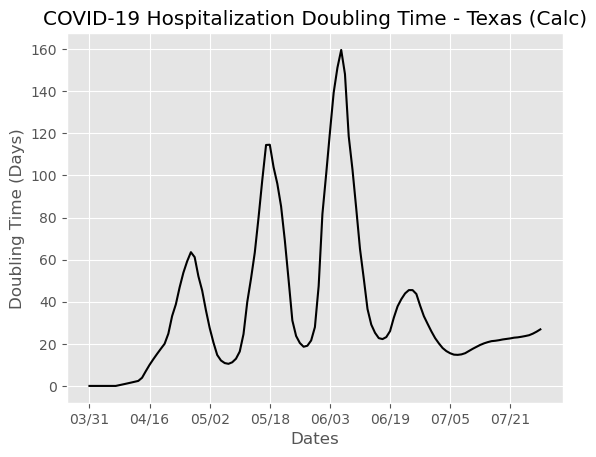 COVID-19 Hospitalization Doubling Time - Texas (Calc)
Doubling Time (Days)
160
140
120
100
80
60
40
20
0
03/31 04/16 05/02 05/18 06/03 06/19 07/05 07/21
Dates